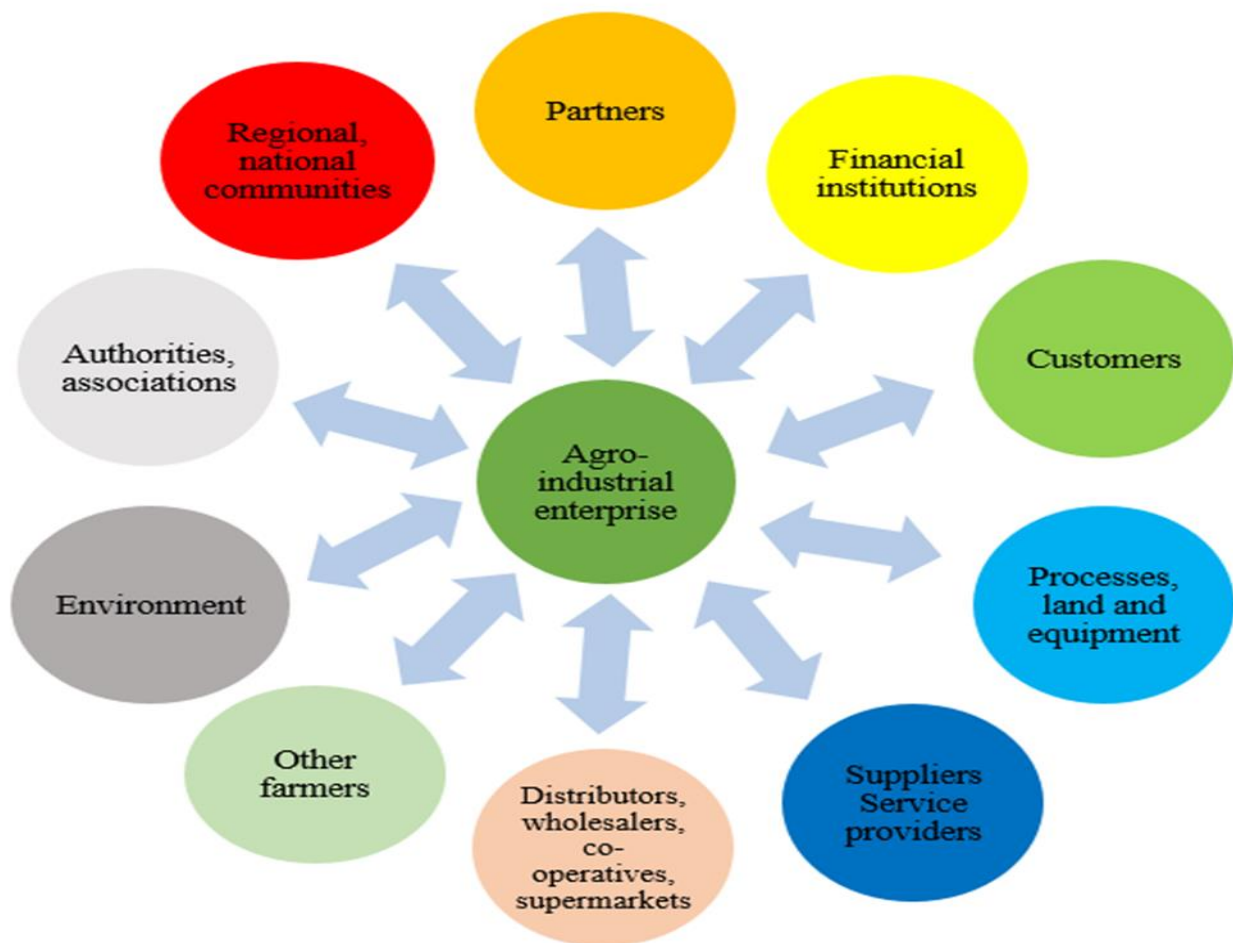 Partners
Regional,
national
communities
Financial
institutions
Authorities,
associations
Customers
Agro-
industrial
enterprise
Environment
Processes,
land and
equipment
Other
farmers
Distributors,
wholesalers,
co-
operatives,
supermarkets
Suppliers
Service
providers